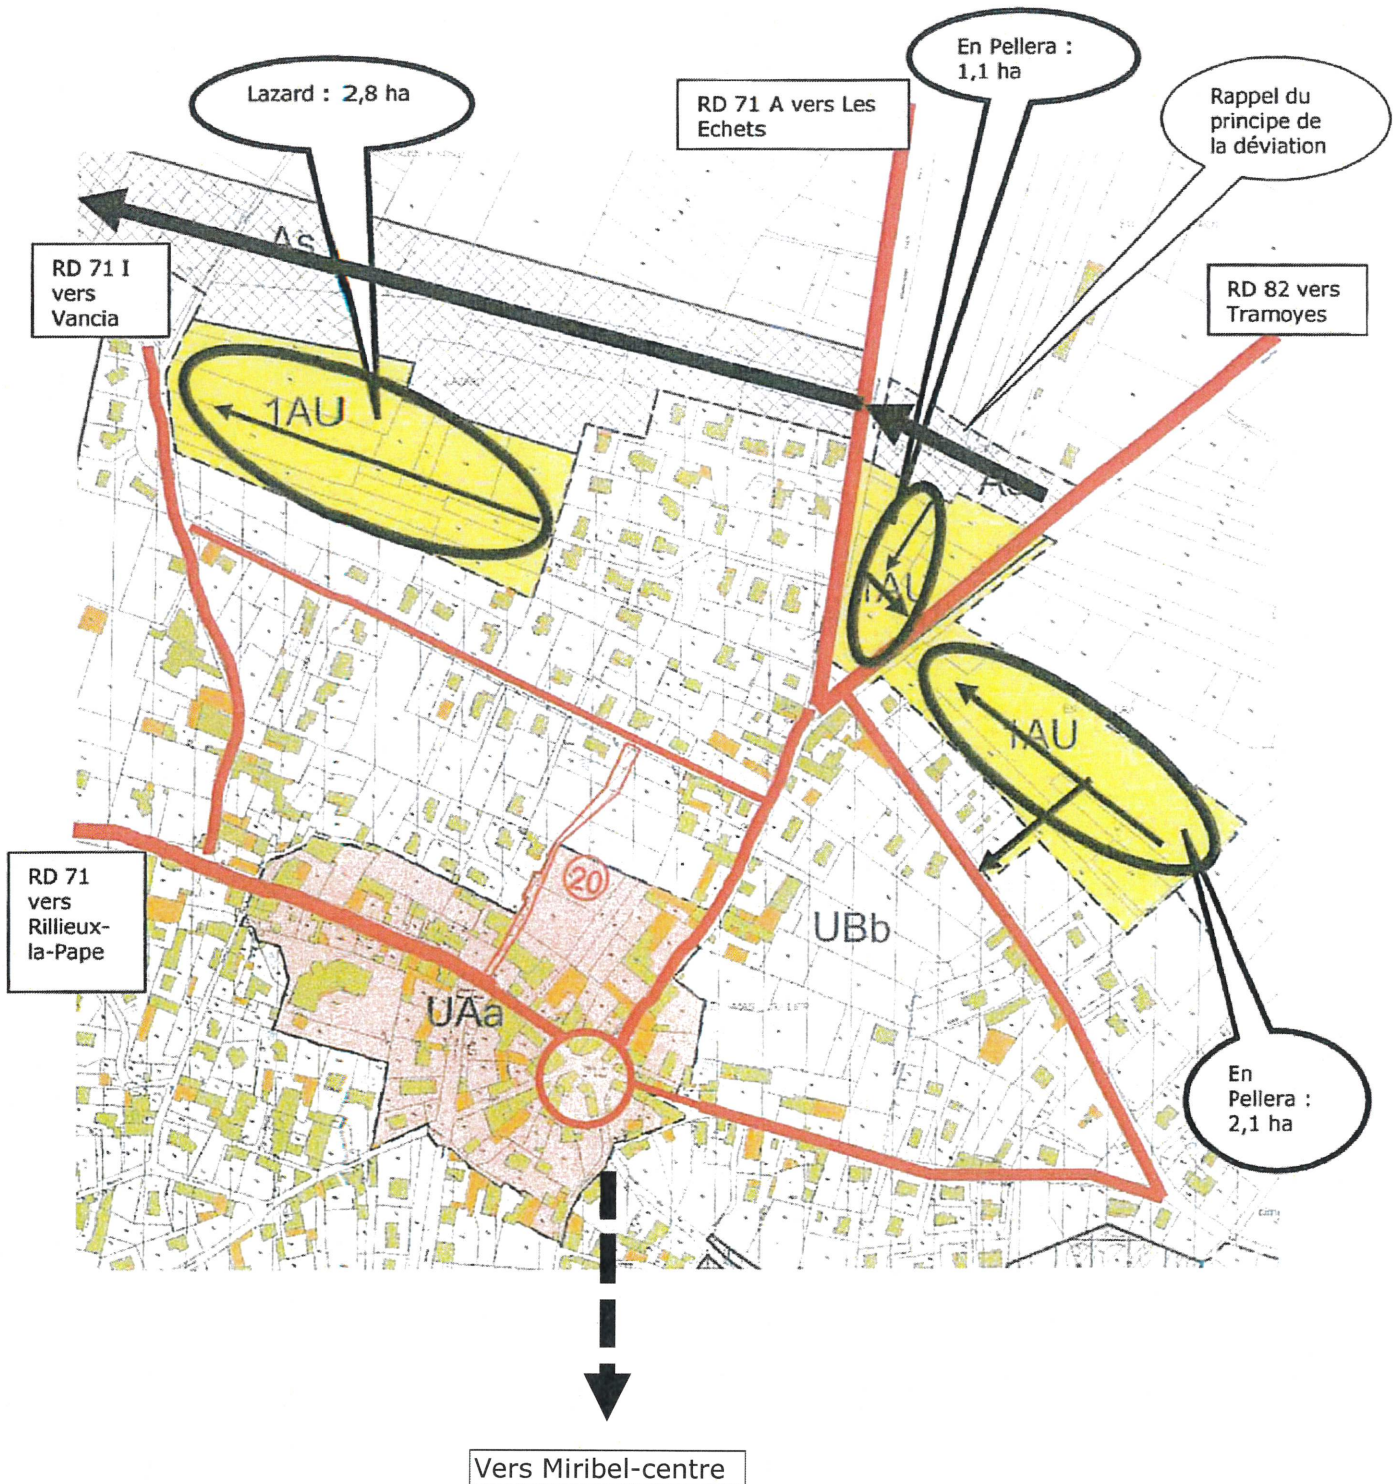 En Pellera :
1,1 ha
Lazard : 2,8 ha
RD 71 A vers Les
Echets
Rappel du
principe de
la déviation
As
RD 71 I
vers
Vancia
RD 82 vers
Tramoyes
1AU
As
1AU
1AU
RD 71
vers
Rillieux-
la-Pape
20
UBb
UAa
En
Pellera :
2,1 ha
Vers Miribel-centre